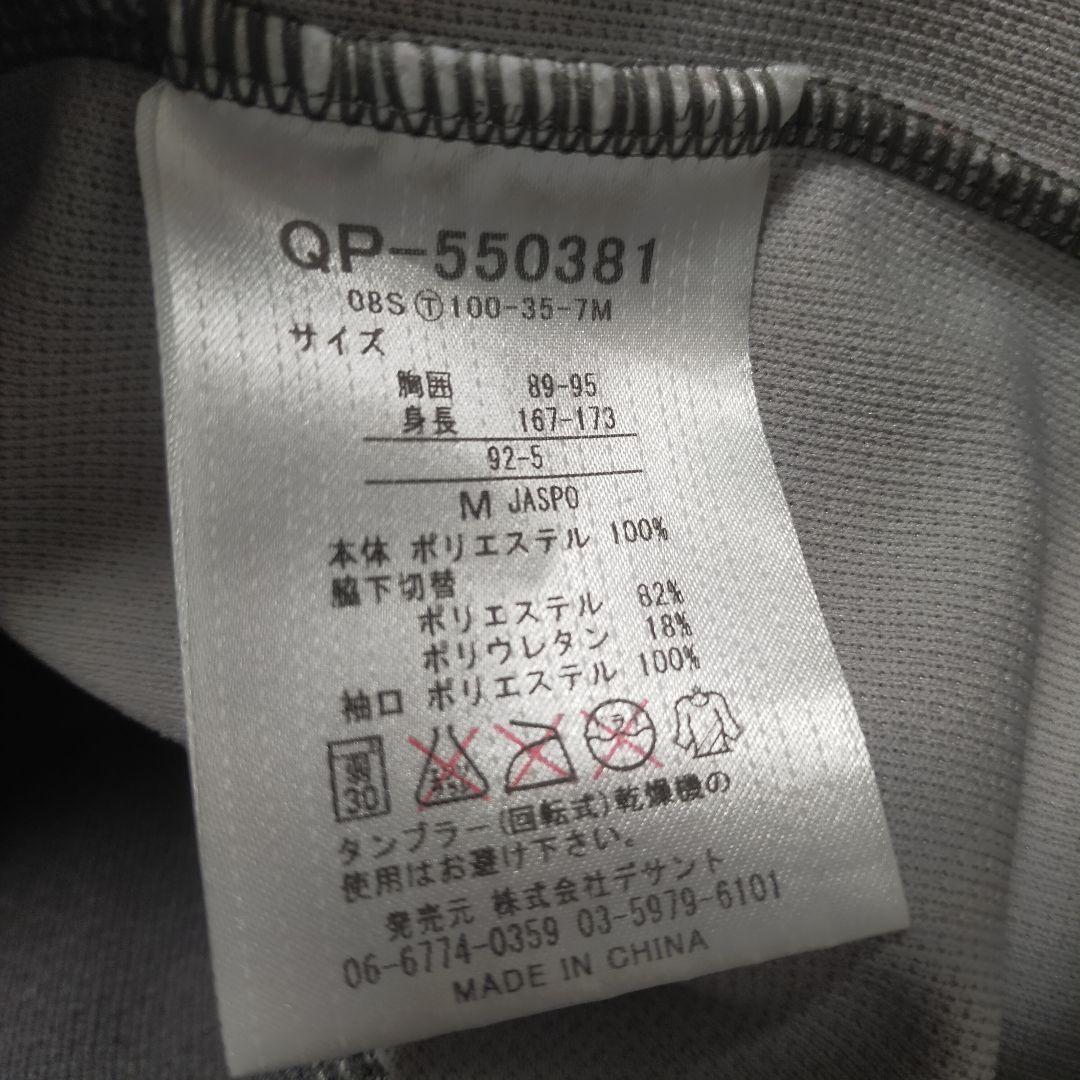 QP-550381
08S Ⓣ 100-35-7M
サイズ
胸囲 89-95
身長 167-173
92-5
M JASPO
本体 ポリエステル 100%
脇下切替
ポリエステル 82%
ポリウレタン 18%
袖口 ポリエステル 100%
30
タンブラー(回転式)乾燥機の
使用はお避け下さい。
発売元 株式会社デサント
06-6774-0359 03-5979-6101
MADE IN CHINA